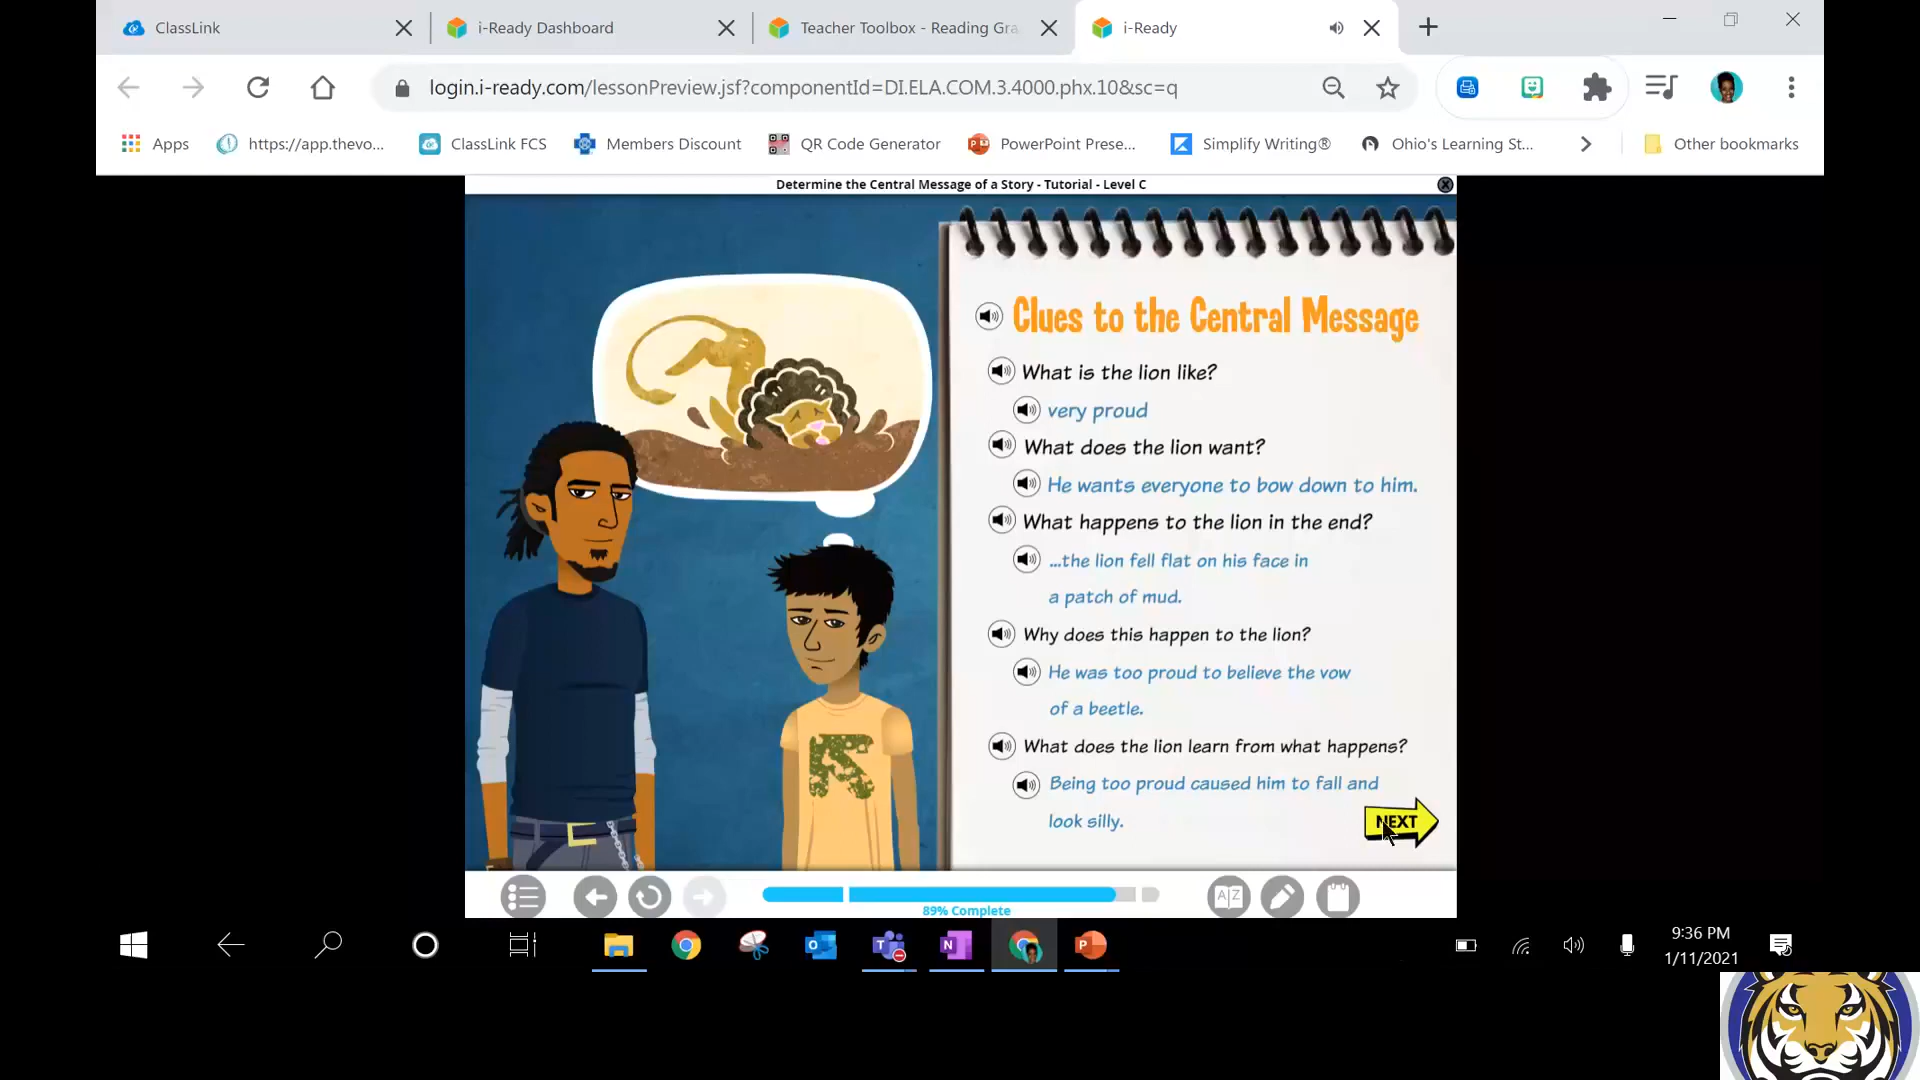 ClassLink
i-Ready Dashboard
Teacher Toolbox - Reading Gra
i-Ready
login.i-ready.com/lessonPreview.jsf?componentId=DI.ELA.COM.3.4000.phx.10&sc=q
Apps
https://app.thevo...
ClassLink FCS
Members Discount
QR Code Generator
PowerPoint Prese...
Simplify Writing®
Ohio's Learning St...
Other bookmarks
Determine the Central Message of a Story - Tutorial - Level C
Clues to the Central Message
What is the lion like?
very proud
What does the lion want?
He wants everyone to bow down to him.
What happens to the lion in the end?
...the lion fell flat on his face in
a patch of mud.
Why does this happen to the lion?
He was too proud to believe the vow
of a beetle.
What does the lion learn from what happens?
Being too proud caused him to fall and
look silly.
NEXT
A Z
89% Complete
9:36 PM
1/11/2021